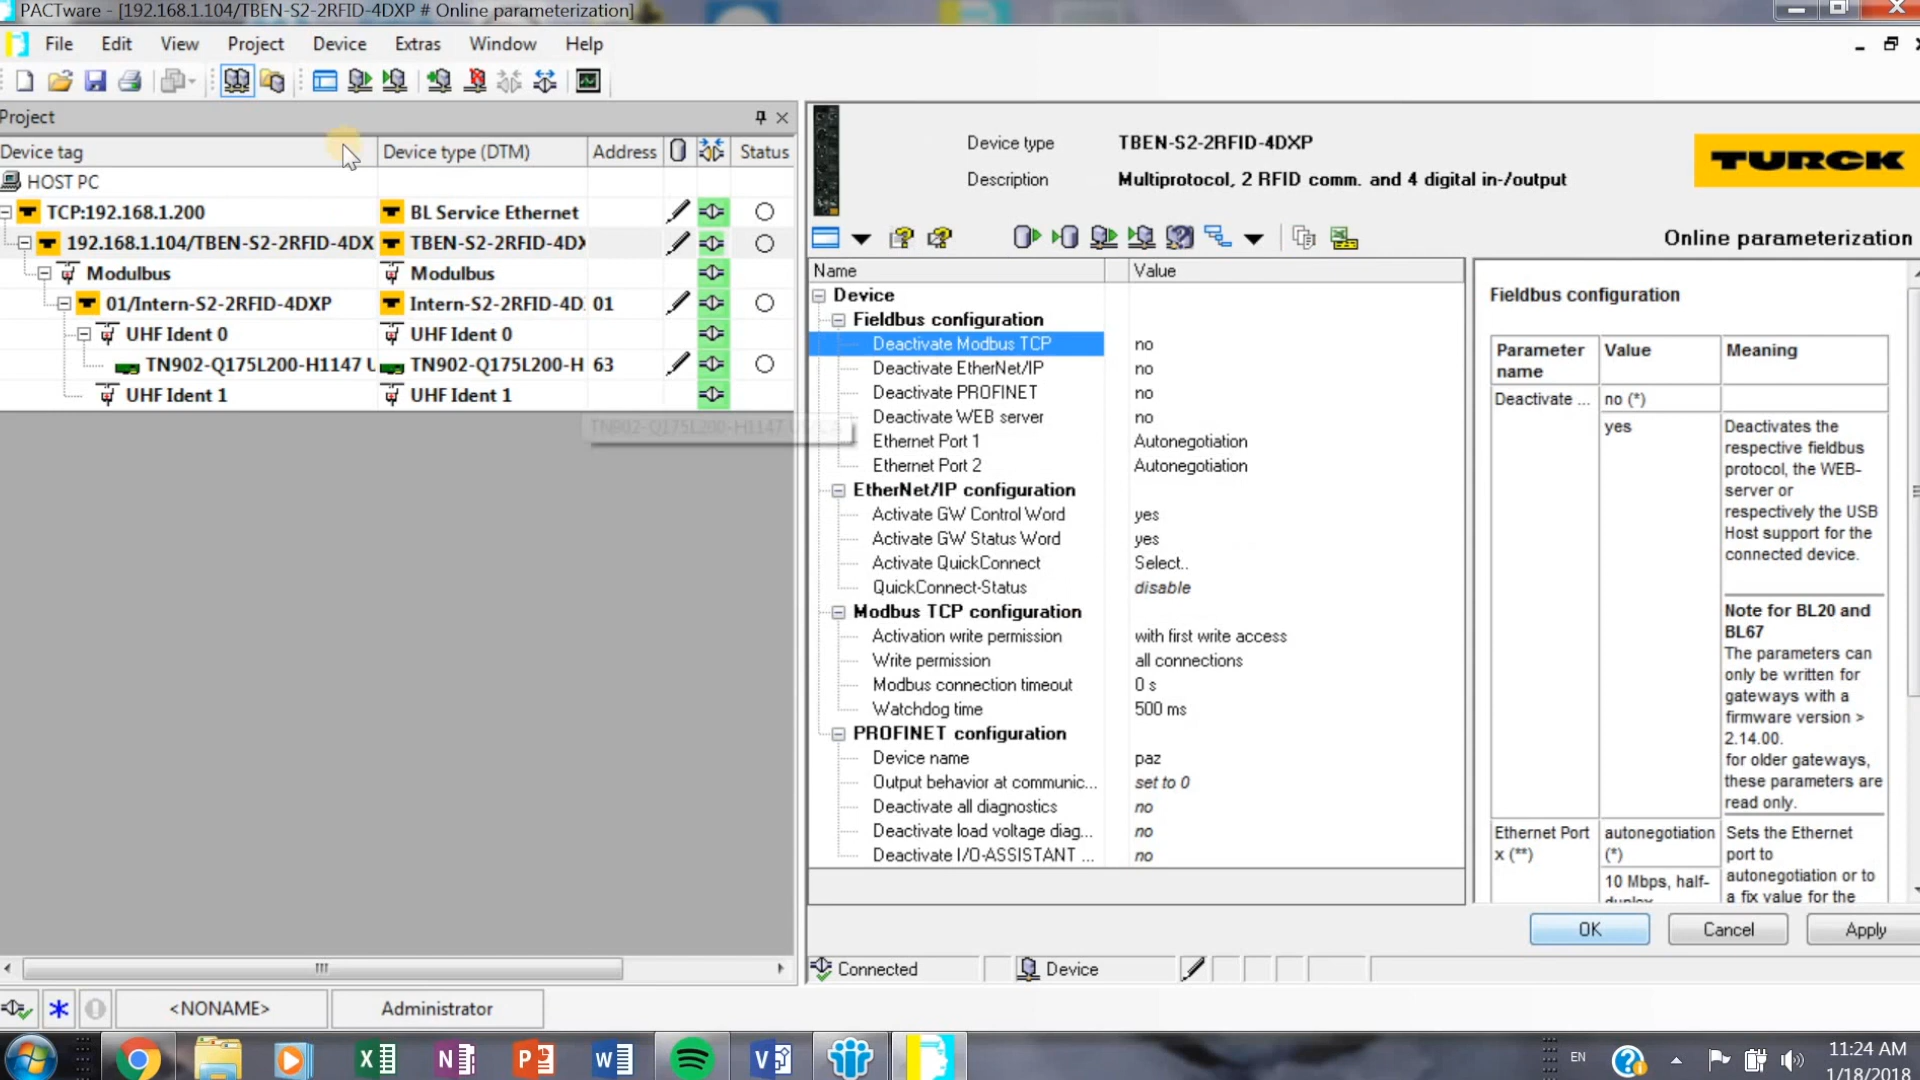 PACTware - [192.168.1.104/TBEN-S2-2RFID-4DXP # Online parameterization]
File Edit View Project Device Extras Window Help
Project
Device tag Device type (DTM) Address Status
HOST PC
TCP:192.168.1.200 BL Service Ethernet
192.168.1.104/TBEN-S2-2RFID-4DX TBEN-S2-2RFID-4DX
Modulbus Modulbus
01/Intern-S2-2RFID-4DXP Intern-S2-2RFID-4D 01
UHF Ident 0 UHF Ident 0
TN902-Q175L200-H1147 U TN902-Q175L200-H 63
UHF Ident 1 UHF Ident 1
TN902-Q175L200-H1147
Device type TBEN-S2-2RFID-4DXP
Description Multiprotocol, 2 RFID comm. and 4 digital in-/output
TURCK
Online parameterization
Name Value
Device
Fieldbus configuration
Deactivate Modbus TCP no
Deactivate EtherNet/IP no
Deactivate PROFINET no
Deactivate WEB server no
Ethernet Port 1 Autonegotiation
Ethernet Port 2 Autonegotiation
EtherNet/IP configuration
Activate GW Control Word yes
Activate GW Status Word yes
Activate QuickConnect Select..
QuickConnect-Status disable
Modbus TCP configuration
Activation write permission with first write access
Write permission all connections
Modbus connection timeout 0 s
Watchdog time 500 ms
PROFINET configuration
Device name paz
Output behavior at communic... set to 0
Deactivate all diagnostics no
Deactivate load voltage diag... no
Deactivate I/O-ASSISTANT ... no
Fieldbus configuration
Parameter name Value Meaning
Deactivate ... no (*)
yes Deactivates the
respective fieldbus
protocol, the WEB-
server or
respectively the USB
Host support for the
connected device.
Note for BL20 and
BL67
The parameters can
only be written for
gateways with a
firmware version >
2.14.00.
for older gateways,
these parameters are
read only.
Ethernet Port x (**) autonegotiation (*) Sets the Ethernet
port to
autonegotiation or to
a fix value for the
10 Mbps, half-
duplex
OK Cancel Apply
Connected Device
<NONAME> Administrator
EN
11:24 AM
1/18/2018